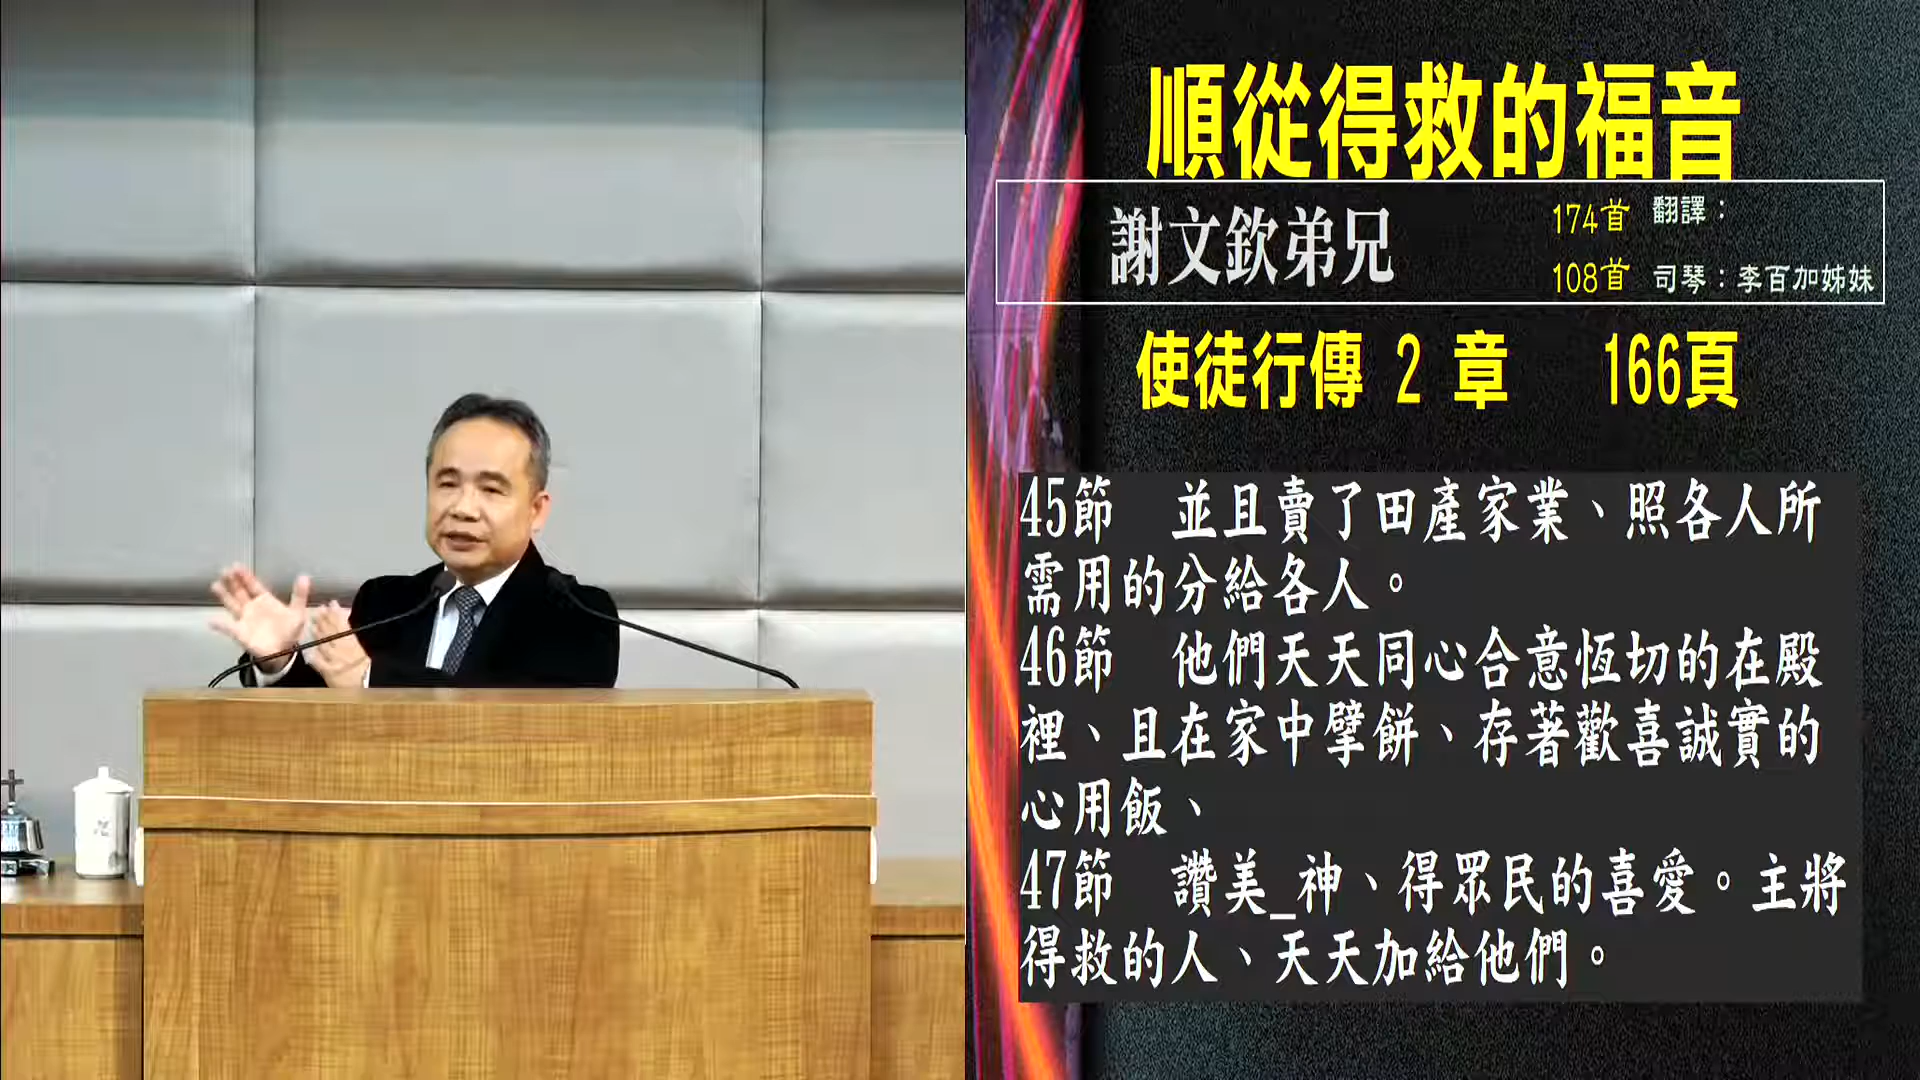 順從得救的福音
謝文欽弟兄
174首 翻譯：
108首 司琴：李百加姊妹
使徒行傳 2 章 166頁
45節 並且賣了田產家業、照各人所
需用的分給各人。
46節 他們天天同心合意恆切的在殿
裡、且在家中擘餅、存著歡喜誠實的
心用飯、
47節 讚美_神、得眾民的喜愛。主將
得救的人、天天加給他們。